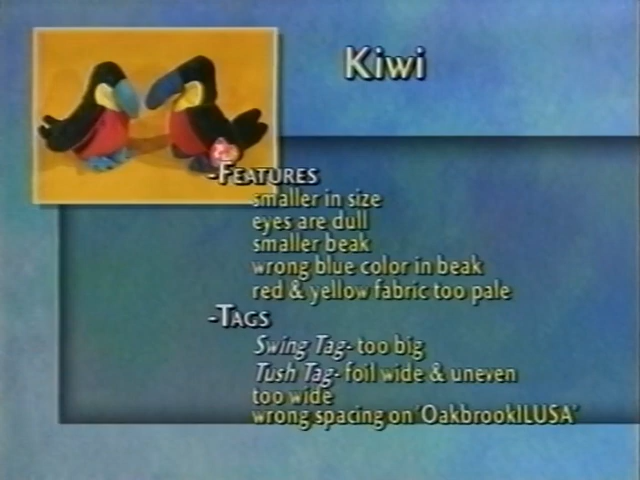 Kiwi
-FEATURES
smaller in size
eyes are dull
smaller beak
wrong blue color in beak
red & yellow fabric too pale
-TAGS
Swing Tag- too big
Tush Tag- foil wide & uneven
too wide
wrong spacing on 'OakbrookILUSA'